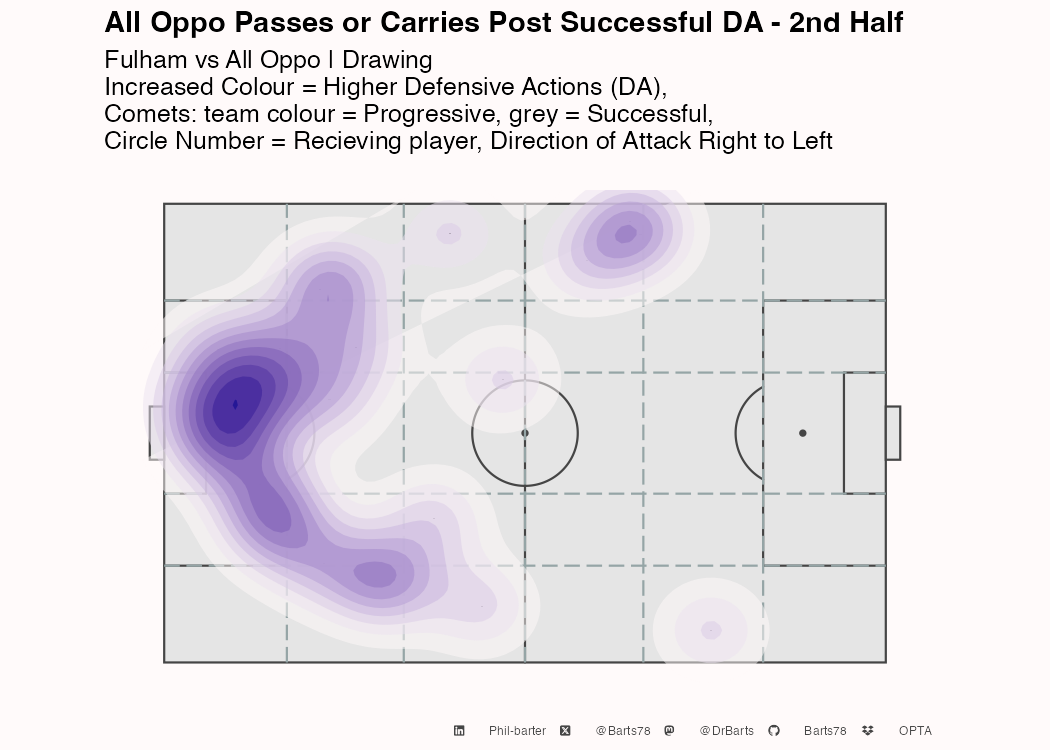 All Oppo Passes or Carries Post Successful DA - 2nd Half
Fulham vs All Oppo | Drawing
Increased Colour = Higher Defensive Actions (DA),
Comets: team colour = Progressive, grey = Successful,
Circle Number = Recieving player, Direction of Attack Right to Left
Phil-barter @Barts78 @DrBarts Barts78 OPTA